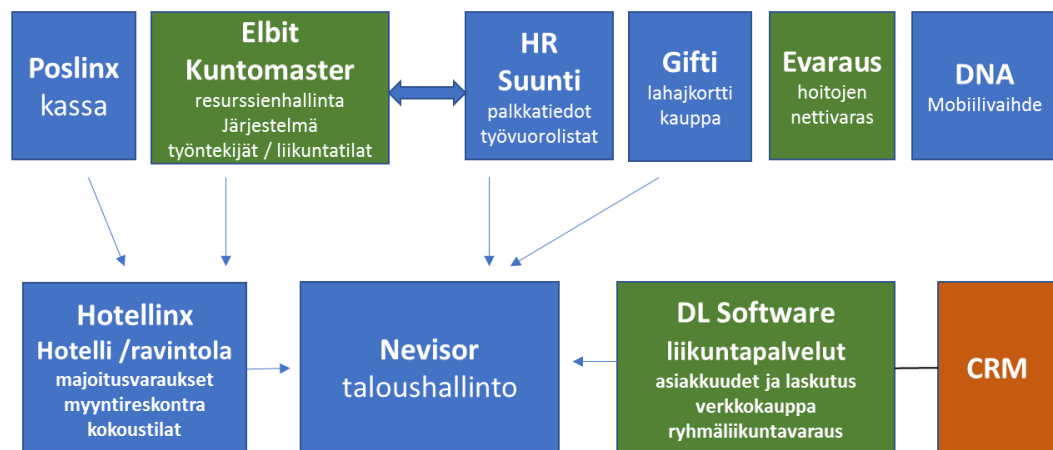 Poslinx
kassa
Elbit
Kuntomaster
resurssienhallinta
Järjestelmä
työntekijät / liikuntatilat
HR
Suunti
palkkatiedot
työvuorolistat
Gifti
lahajkortti
kauppa
Evaraus
hoitojen
nettivaras
DNA
Mobiilivaihde
Hotellinx
Hotelli /ravintola
majoitusvaraukset
myyntireskontra
kokoustilat
Nevisor
taloushallinto
DL Software
liikuntapalvelut
asiakkuudet ja laskutus
verkkokauppa
ryhmäliikuntavaraus
CRM